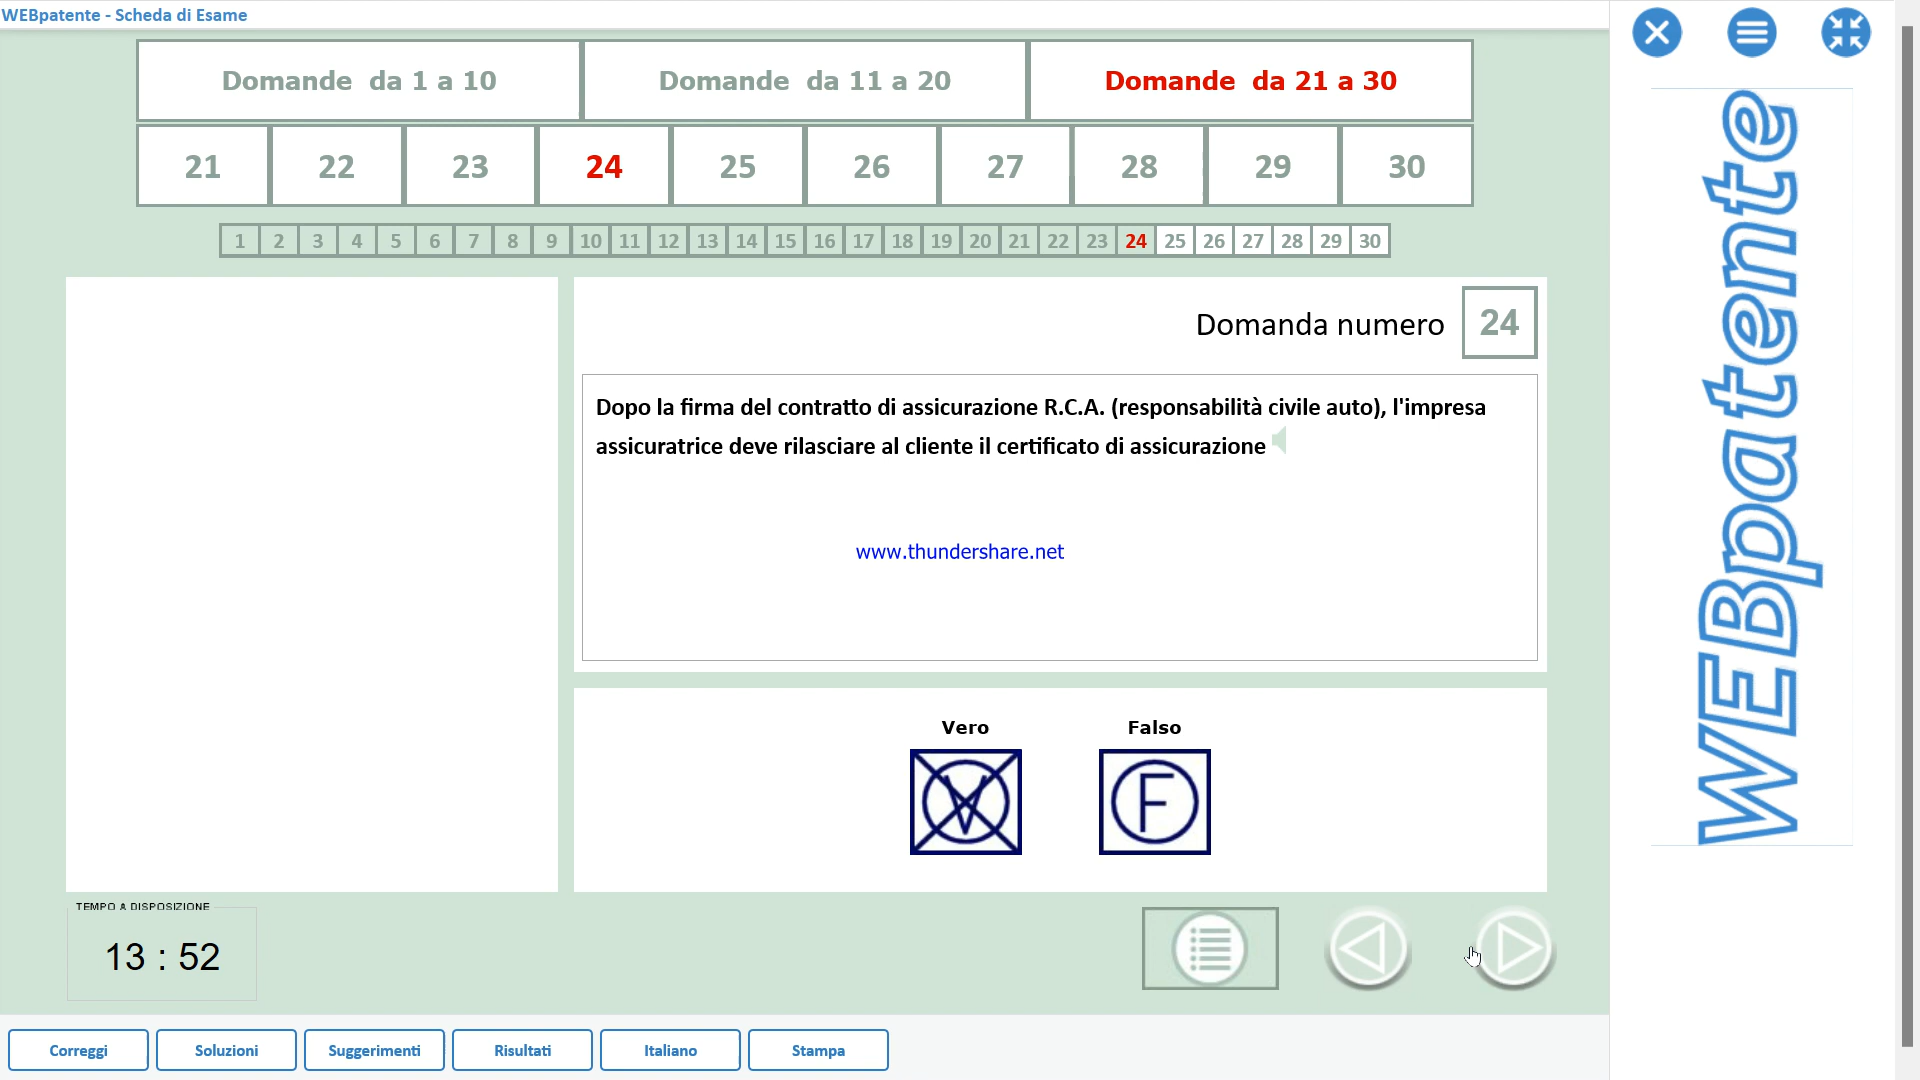 WEBpatente - Scheda di Esame
Domande da 1 a 10
Domande da 11 a 20
Domande da 21 a 30
21 22 23 24 25 26 27 28 29 30
1 2 3 4 5 6 7 8 9 10 11 12 13 14 15 16 17 18 19 20 21 22 23 24 25 26 27 28 29 30
Domanda numero 24
Dopo la firma del contratto di assicurazione R.C.A. (responsabilità civile auto), l'impresa
assicuratrice deve rilasciare al cliente il certificato di assicurazione
www.thundershare.net
Vero
Falso
V
F
TEMPO A DISPOSIZIONE
13 : 52
Correggi
Soluzioni
Suggerimenti
Risultati
Italiano
Stampa
WEBpatente